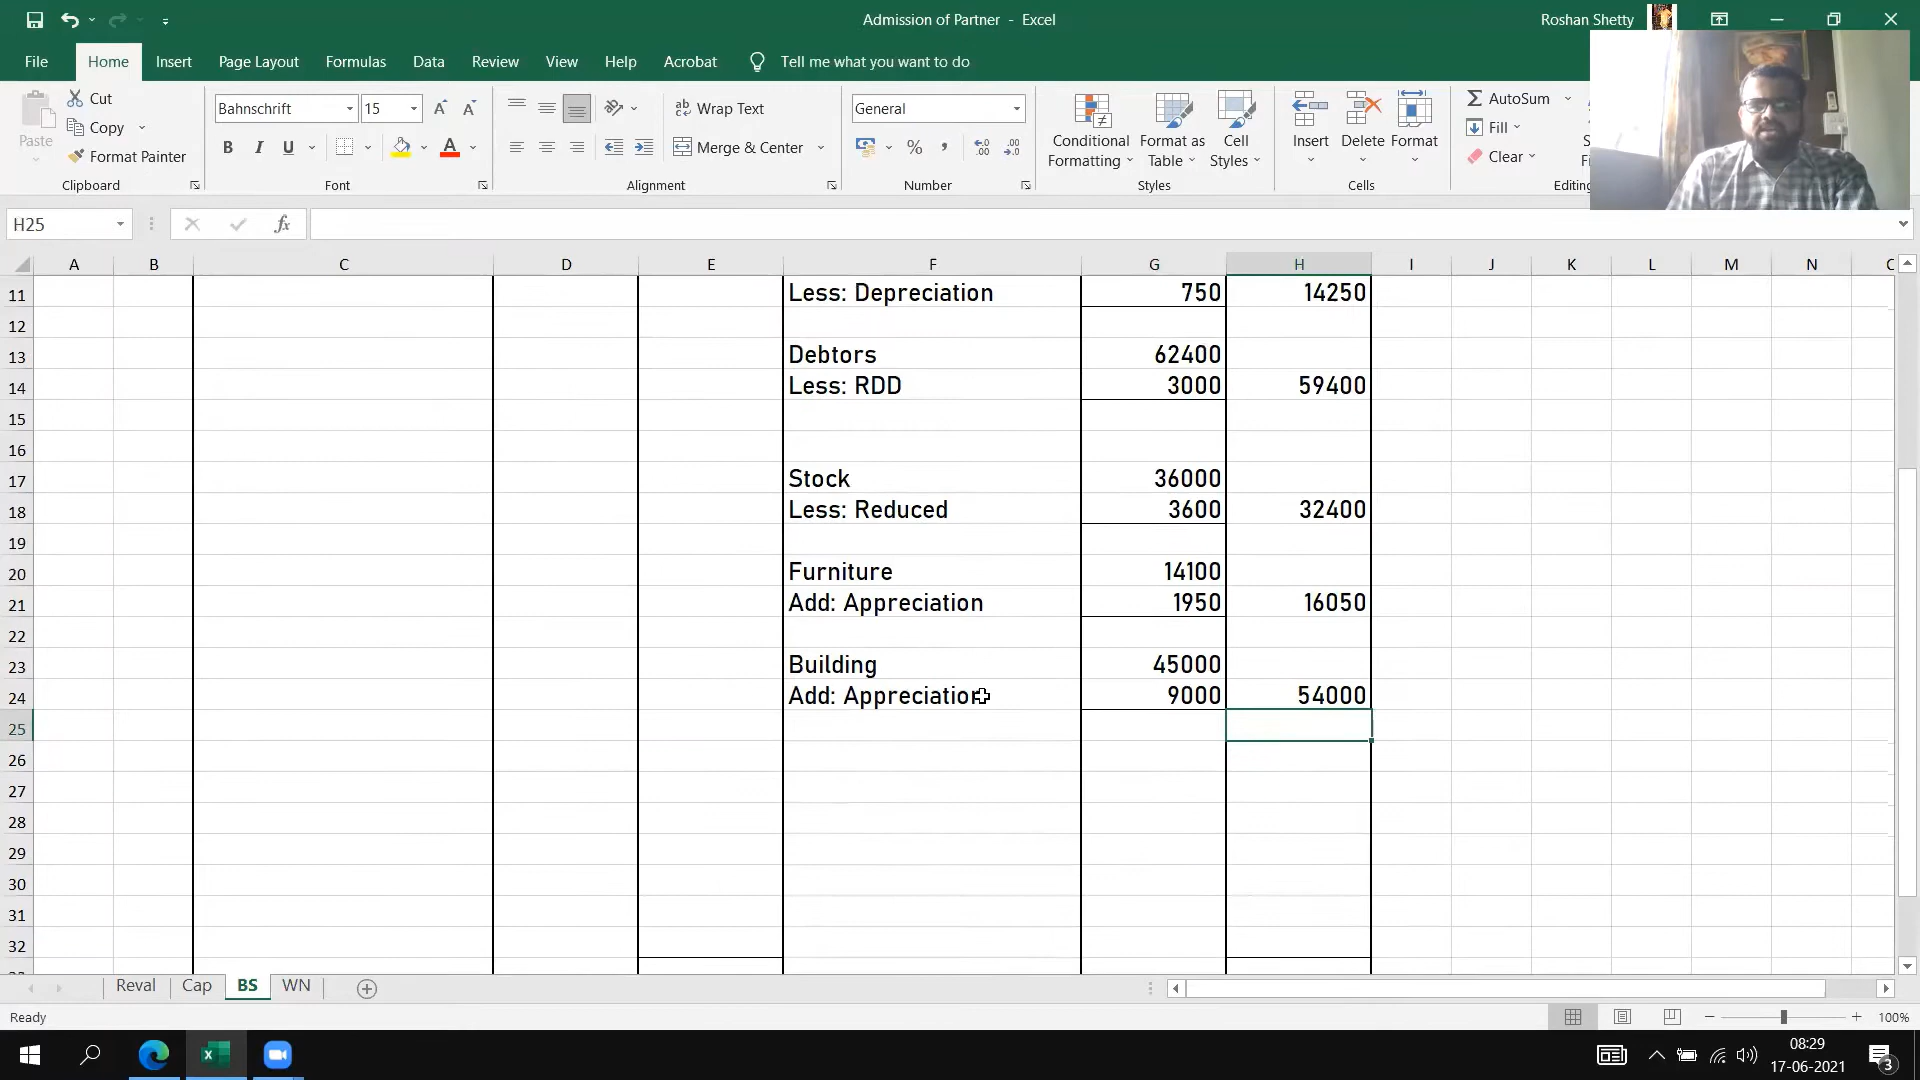 Admission of Partner - Excel
Roshan Shetty
File Home Insert Page Layout Formulas Data Review View Help Acrobat Tell me what you want to do
Paste
Cut
Copy
Format Painter
Clipboard
Bahnschrift 15
B I U
Font
Wrap Text
Merge & Center
Alignment
General
% ,
Number
Conditional Formatting
Format as Table
Cell Styles
Styles
Insert
Delete
Format
Cells
AutoSum
Fill
Clear
Editing
H25
fx
A B C D E F G H I J K L M N
11 Less: Depreciation 750 14250
12
13 Debtors 62400
14 Less: RDD 3000 59400
15
16
17 Stock 36000
18 Less: Reduced 3600 32400
19
20 Furniture 14100
21 Add: Appreciation 1950 16050
22
23 Building 45000
24 Add: Appreciation 9000 54000
25
26
27
28
29
30
31
32
Reval Cap BS WN
Ready
100%
08:29
17-06-2021
3